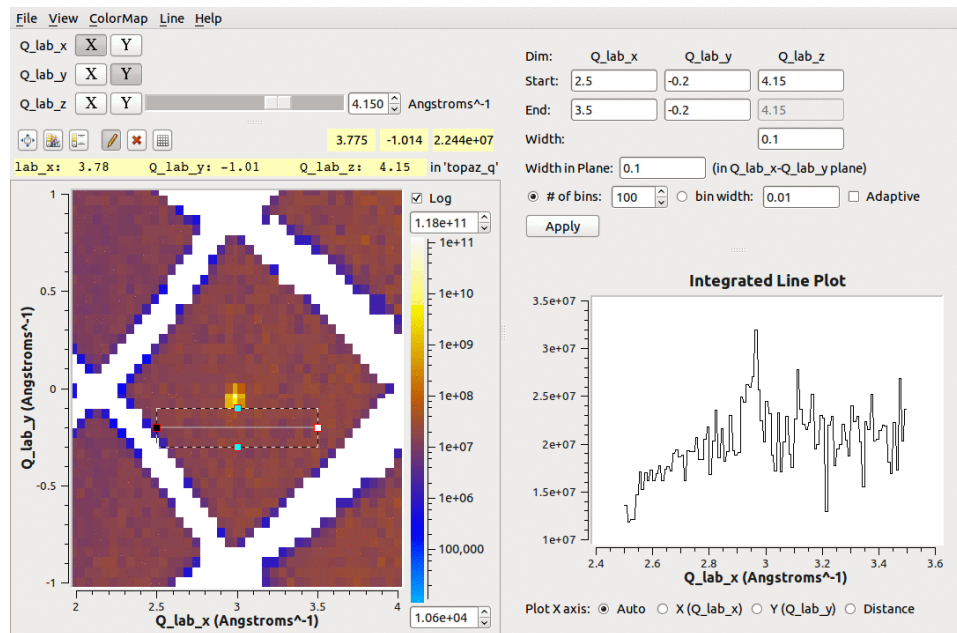 File View ColorMap Line Help
Q_lab_x X Y
Q_lab_y X Y
Q_lab_z X Y 4.150 Angstroms^-1
3.775 -1.014 2.244e+07
lab_x: 3.78 Q_lab_y: -1.01 Q_lab_z: 4.15 in 'topaz_q'
Log
1.18e+11
1e+11
1e+10
1e+09
1e+08
1e+07
1e+06
100,000
1.06e+04
1
0.5
0
-0.5
-1
Q_lab_y (Angstroms^-1)
2 2.5 3 3.5 4
Q_lab_x (Angstroms^-1)
Dim: Q_lab_x Q_lab_y Q_lab_z
Start: 2.5 -0.2 4.15
End: 3.5 -0.2 4.15
Width: 0.1
Width in Plane: 0.1 (in Q_lab_x-Q_lab_y plane)
# of bins: 100 bin width: 0.01 Adaptive
Apply
Integrated Line Plot
3.5e+07
3e+07
2.5e+07
2e+07
1.5e+07
1e+07
2.4 2.6 2.8 3 3.2 3.4 3.6
Q_lab_x (Angstroms^-1)
Plot X axis: Auto X (Q_lab_x) Y (Q_lab_y) Distance